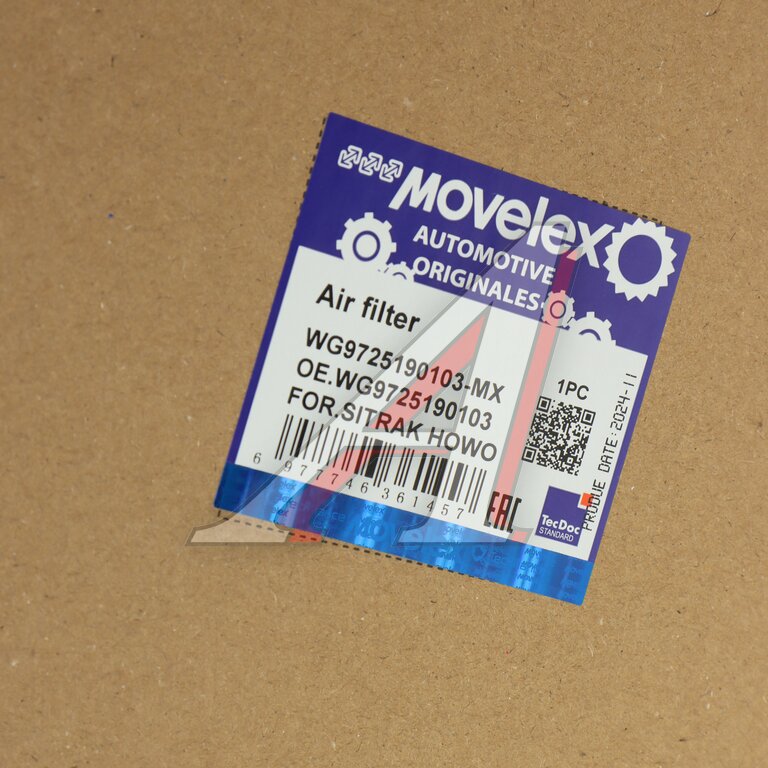 MOVelex
AUTOMOTIVE
ORIGINALES
Air filter
WG9725190103-MX
OE.WG9725190103
FOR.SITRAK HOWO
6 977746 361457
EAC
1PC
TecDoc
STANDARD
PRODUE DATE:2024-11